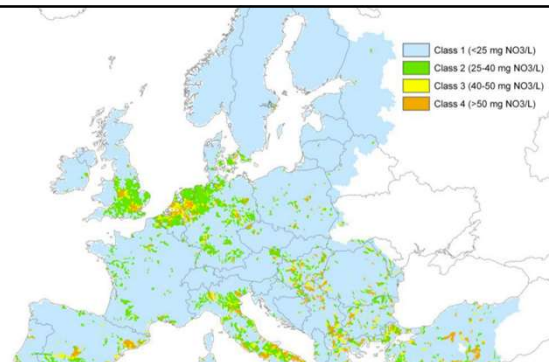 Class 1 (<25 mg NO3/L)
Class 2 (25-40 mg NO3/L)
Class 3 (40-50 mg NO3/L)
Class 4 (>50 mg NO3/L)